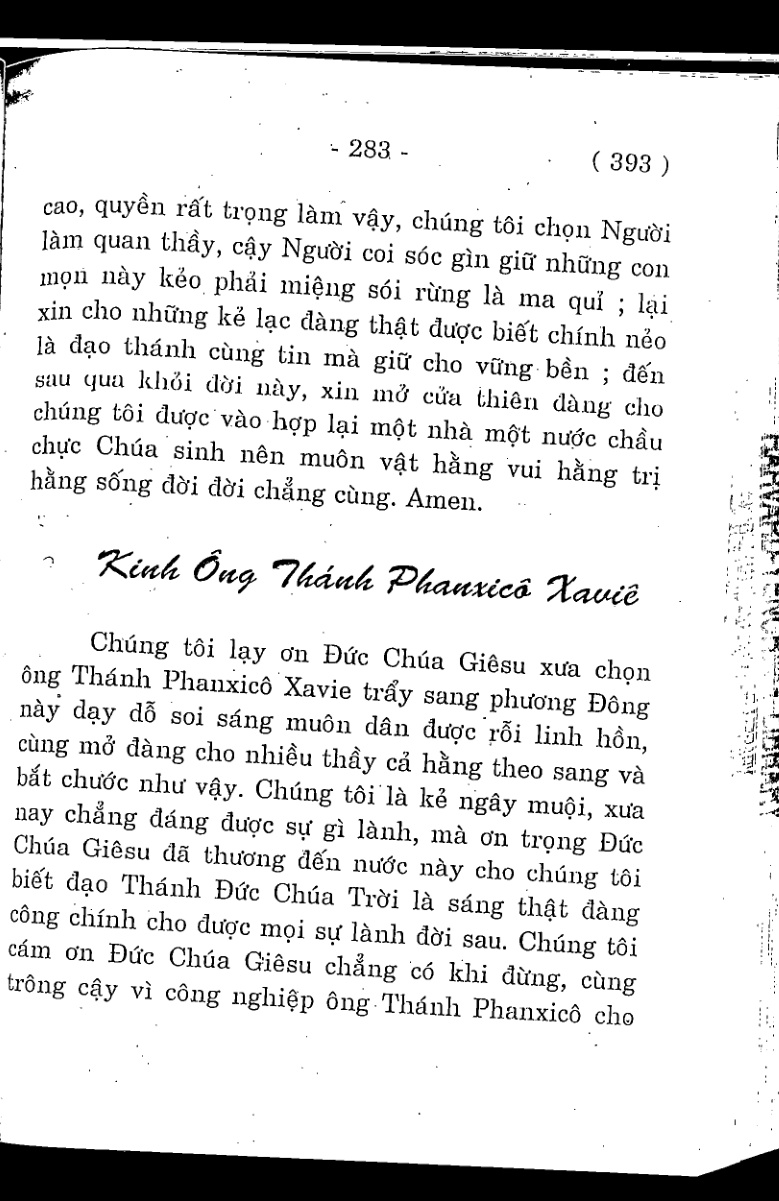 - 283 -
( 393 )
cao, quyền rất trọng làm vậy, chúng tôi chọn Người
làm quan thầy, cậy Người coi sóc gìn giữ những con
mọn này kẻo phải miệng sói rừng là ma quỉ ; lại
xin cho những kẻ lạc đàng thật được biết chính nẻo
là đạo thánh cùng tin mà giữ cho vững bền ; đến
sau qua khỏi đời này, xin mở cửa thiên đàng cho
chúng tôi được vào hợp lại một nhà một nước chầu
chực Chúa sinh nên muôn vật hằng vui hằng trị
hằng sống đời đời chẳng cùng. Amen.
Kinh Ông Thánh Phanxicô Xaviê
Chúng tôi lạy ơn Đức Chúa Giêsu xưa chọn
ông Thánh Phanxicô Xavie trẩy sang phương Đông
này dạy dỗ soi sáng muôn dân được rỗi linh hồn,
cùng mở đàng cho nhiều thầy cả hằng theo sang và
bắt chước như vậy. Chúng tôi là kẻ ngây muội, xưa
nay chẳng đáng được sự gì lành, mà ơn trọng Đức
Chúa Giêsu đã thương đến nước này cho chúng tôi
biết đạo Thánh Đức Chúa Trời là sáng thật đàng
công chính cho được mọi sự lành đời sau. Chúng tôi
cám ơn Đức Chúa Giêsu chẳng có khi đừng, cùng
trông cậy vì công nghiệp ông Thánh Phanxicô cho